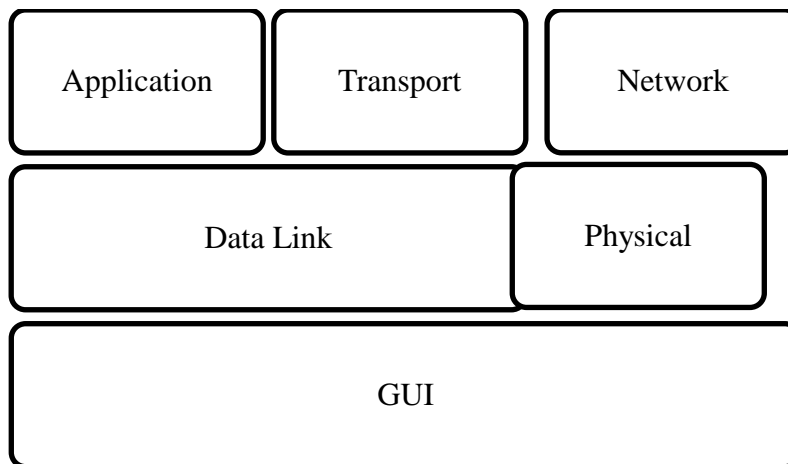 Application
Transport
Network
Data Link
Physical
GUI